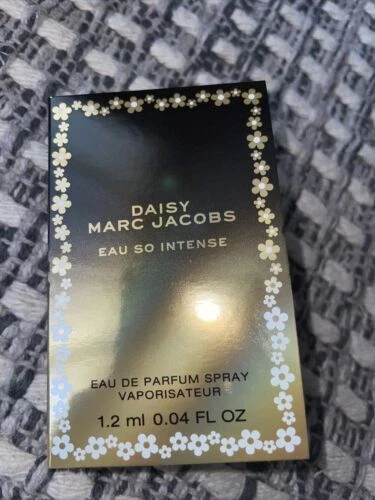 DAISY
MARC JACOBS
EAU SO INTENSE
EAU DE PARFUM SPRAY
VAPORISATEUR
1.2 ml 0.04 FL OZ